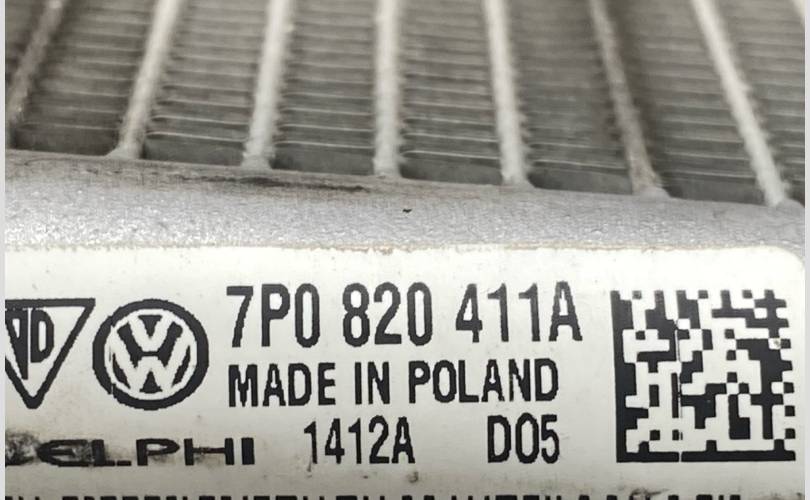 7P0 820 411A
MADE IN POLAND
DELPHI 1412A D05